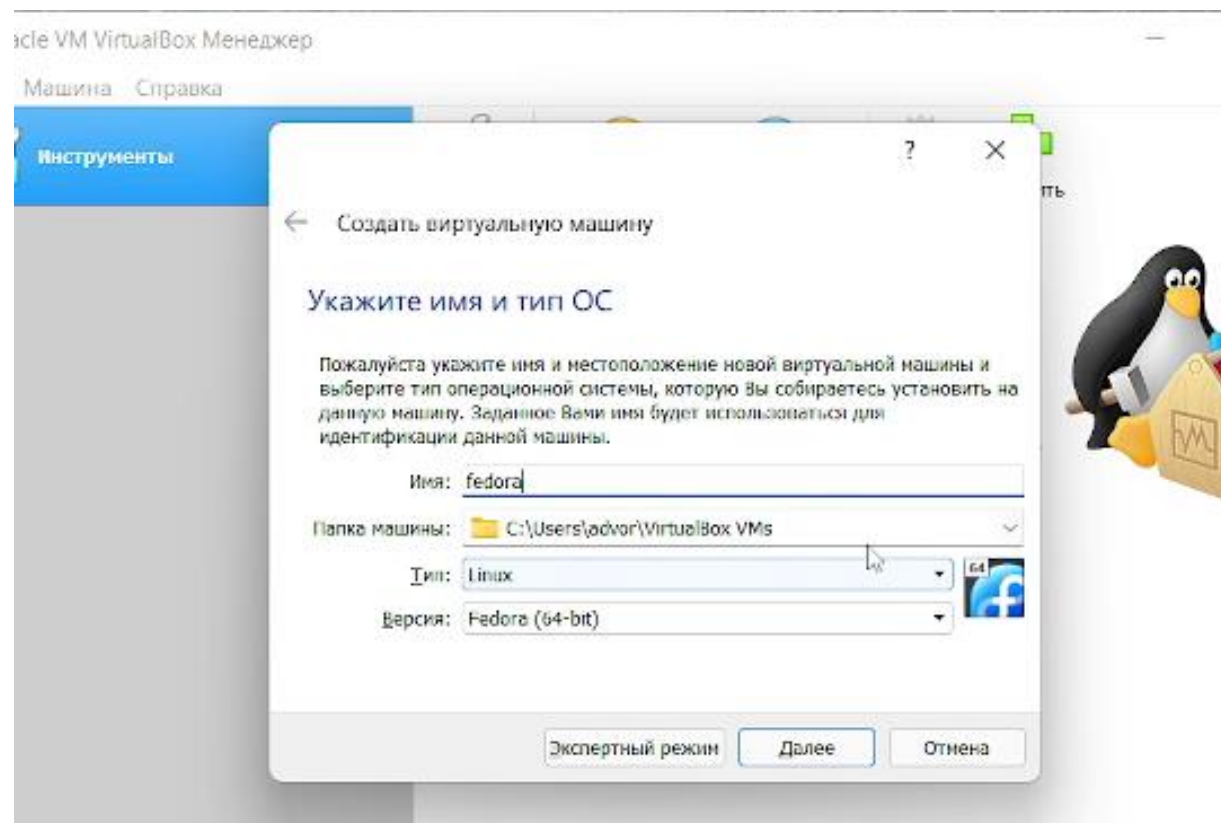 acle VM VirtualBox Менеджер
Машина Справка
Инструменты
?
ить
Создать виртуальную машину
Укажите имя и тип ОС
Пожалуйста укажите имя и местоположение новой виртуальной машины и
выберите тип операционной системы, которую Вы собираетесь установить на
данную машину. Заданное Вами имя будет использоваться для
идентификации данной машины.
Имя: fedora
Папка машины: C:\Users\advor\VirtualBox VMs
Тип: Linux
64
Версия: Fedora (64-bit)
Экспертный режим Далее Отмена